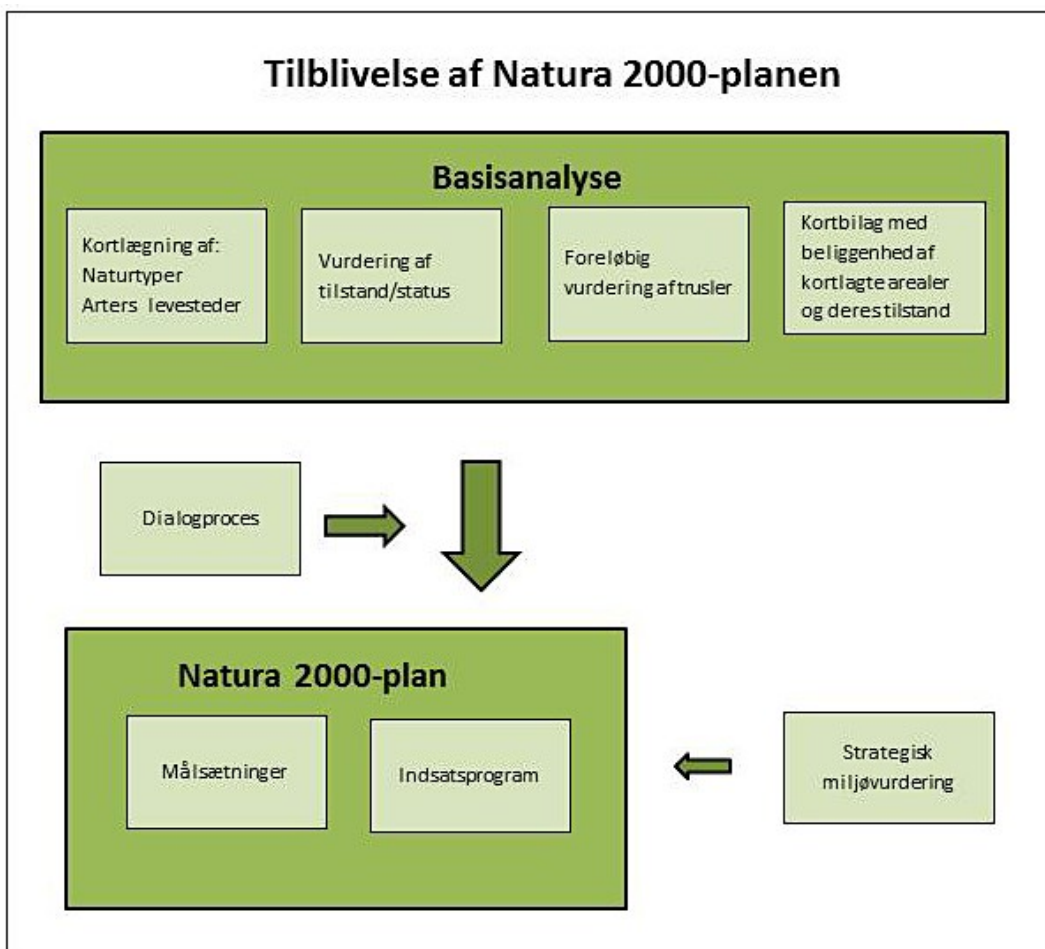 Tilblivelse af Natura 2000-planen
Basisanalyse
Kortlægning af:
Naturtyper
Arters levesteder
Vurdering af
tilstand/status
Foreløbig
vurdering af trusler
Kortbilag med
beliggenhed af
kortlagte arealer
og deres tilstand
Dialogproces
Natura 2000-plan
Målsætninger
Indsatsprogram
Strategisk
miljøvurdering